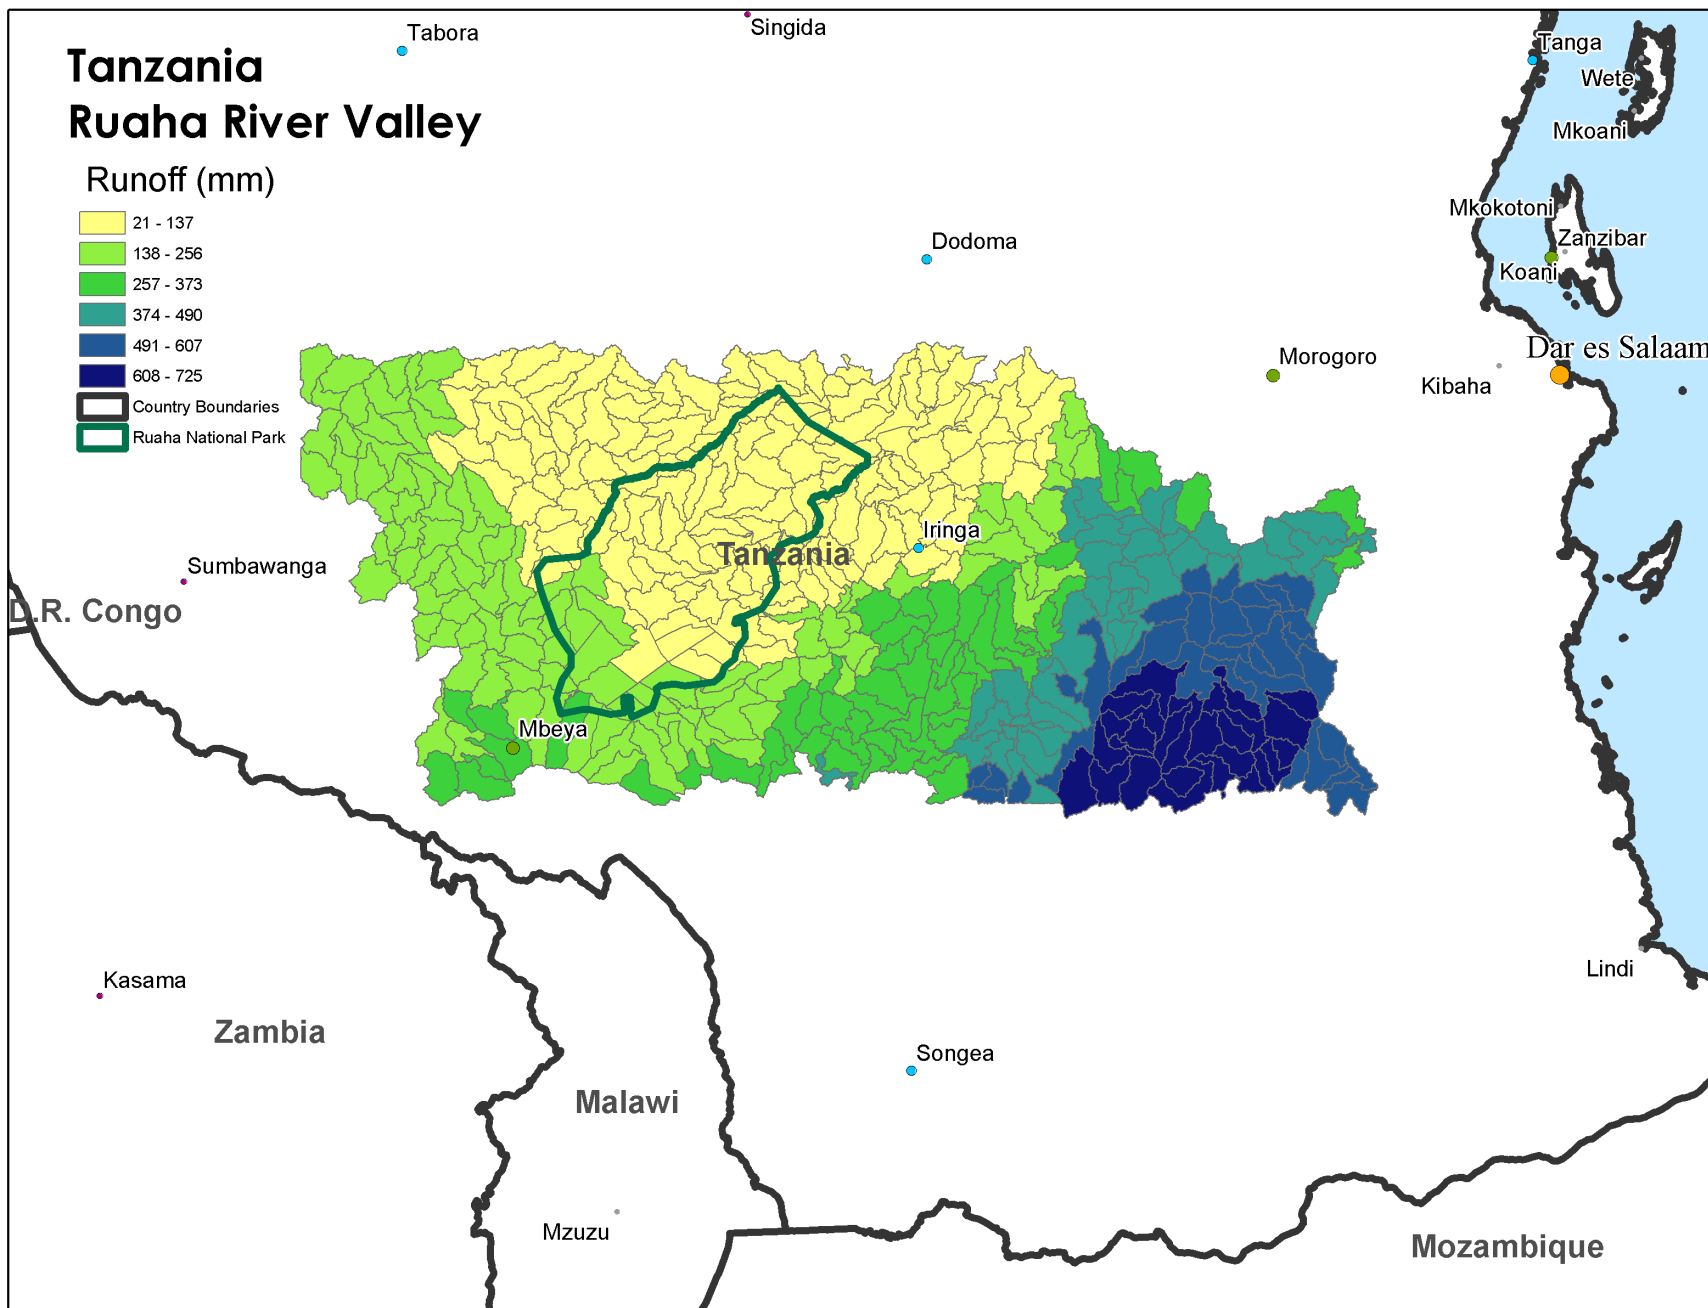 Tanzania
Ruaha River Valley
Runoff (mm)
21 - 137
138 - 256
257 - 373
374 - 490
491 - 607
608 - 725
Country Boundaries
Ruaha National Park
Tabora
Singida
Tanga
Wete
Mkoani
Mkokotoni
Zanzibar
Koani
Dodoma
Dar es Salaam
Morogoro
Kibaha
Iringa
Tanzania
Sumbawanga
D.R. Congo
Mbeya
Lindi
Kasama
Zambia
Songea
Malawi
Mzuzu
Mozambique